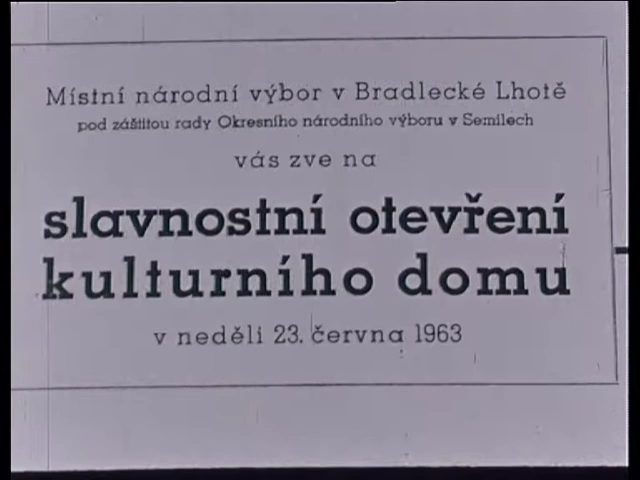 Místní národní výbor v Bradlecké Lhotě
pod záštitou rady Okresního národního výboru v Semilech
vás zve na
slavnostní otevření
kulturního domu
v neděli 23. června 1963